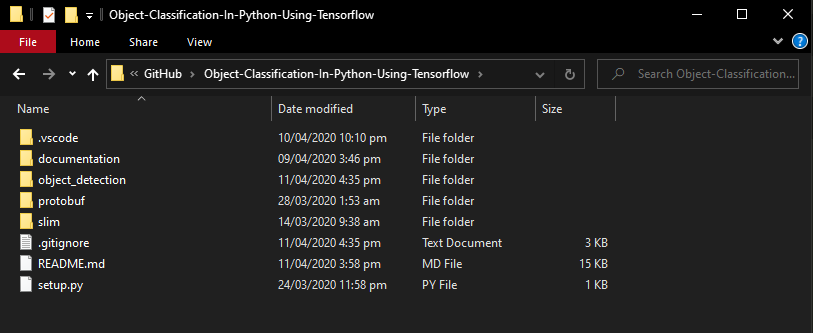 Object-Classification-In-Python-Using-Tensorflow
File Home Share View
GitHub Object-Classification-In-Python-Using-Tensorflow Search Object-Classification...
Name Date modified Type Size
.vscode 10/04/2020 10:10 pm File folder
documentation 09/04/2020 3:46 pm File folder
object_detection 11/04/2020 4:35 pm File folder
protobuf 28/03/2020 1:53 am File folder
slim 14/03/2020 9:38 am File folder
.gitignore 11/04/2020 4:35 pm Text Document 3 KB
README.md 11/04/2020 3:58 pm MD File 15 KB
setup.py 24/03/2020 11:58 pm PY File 1 KB